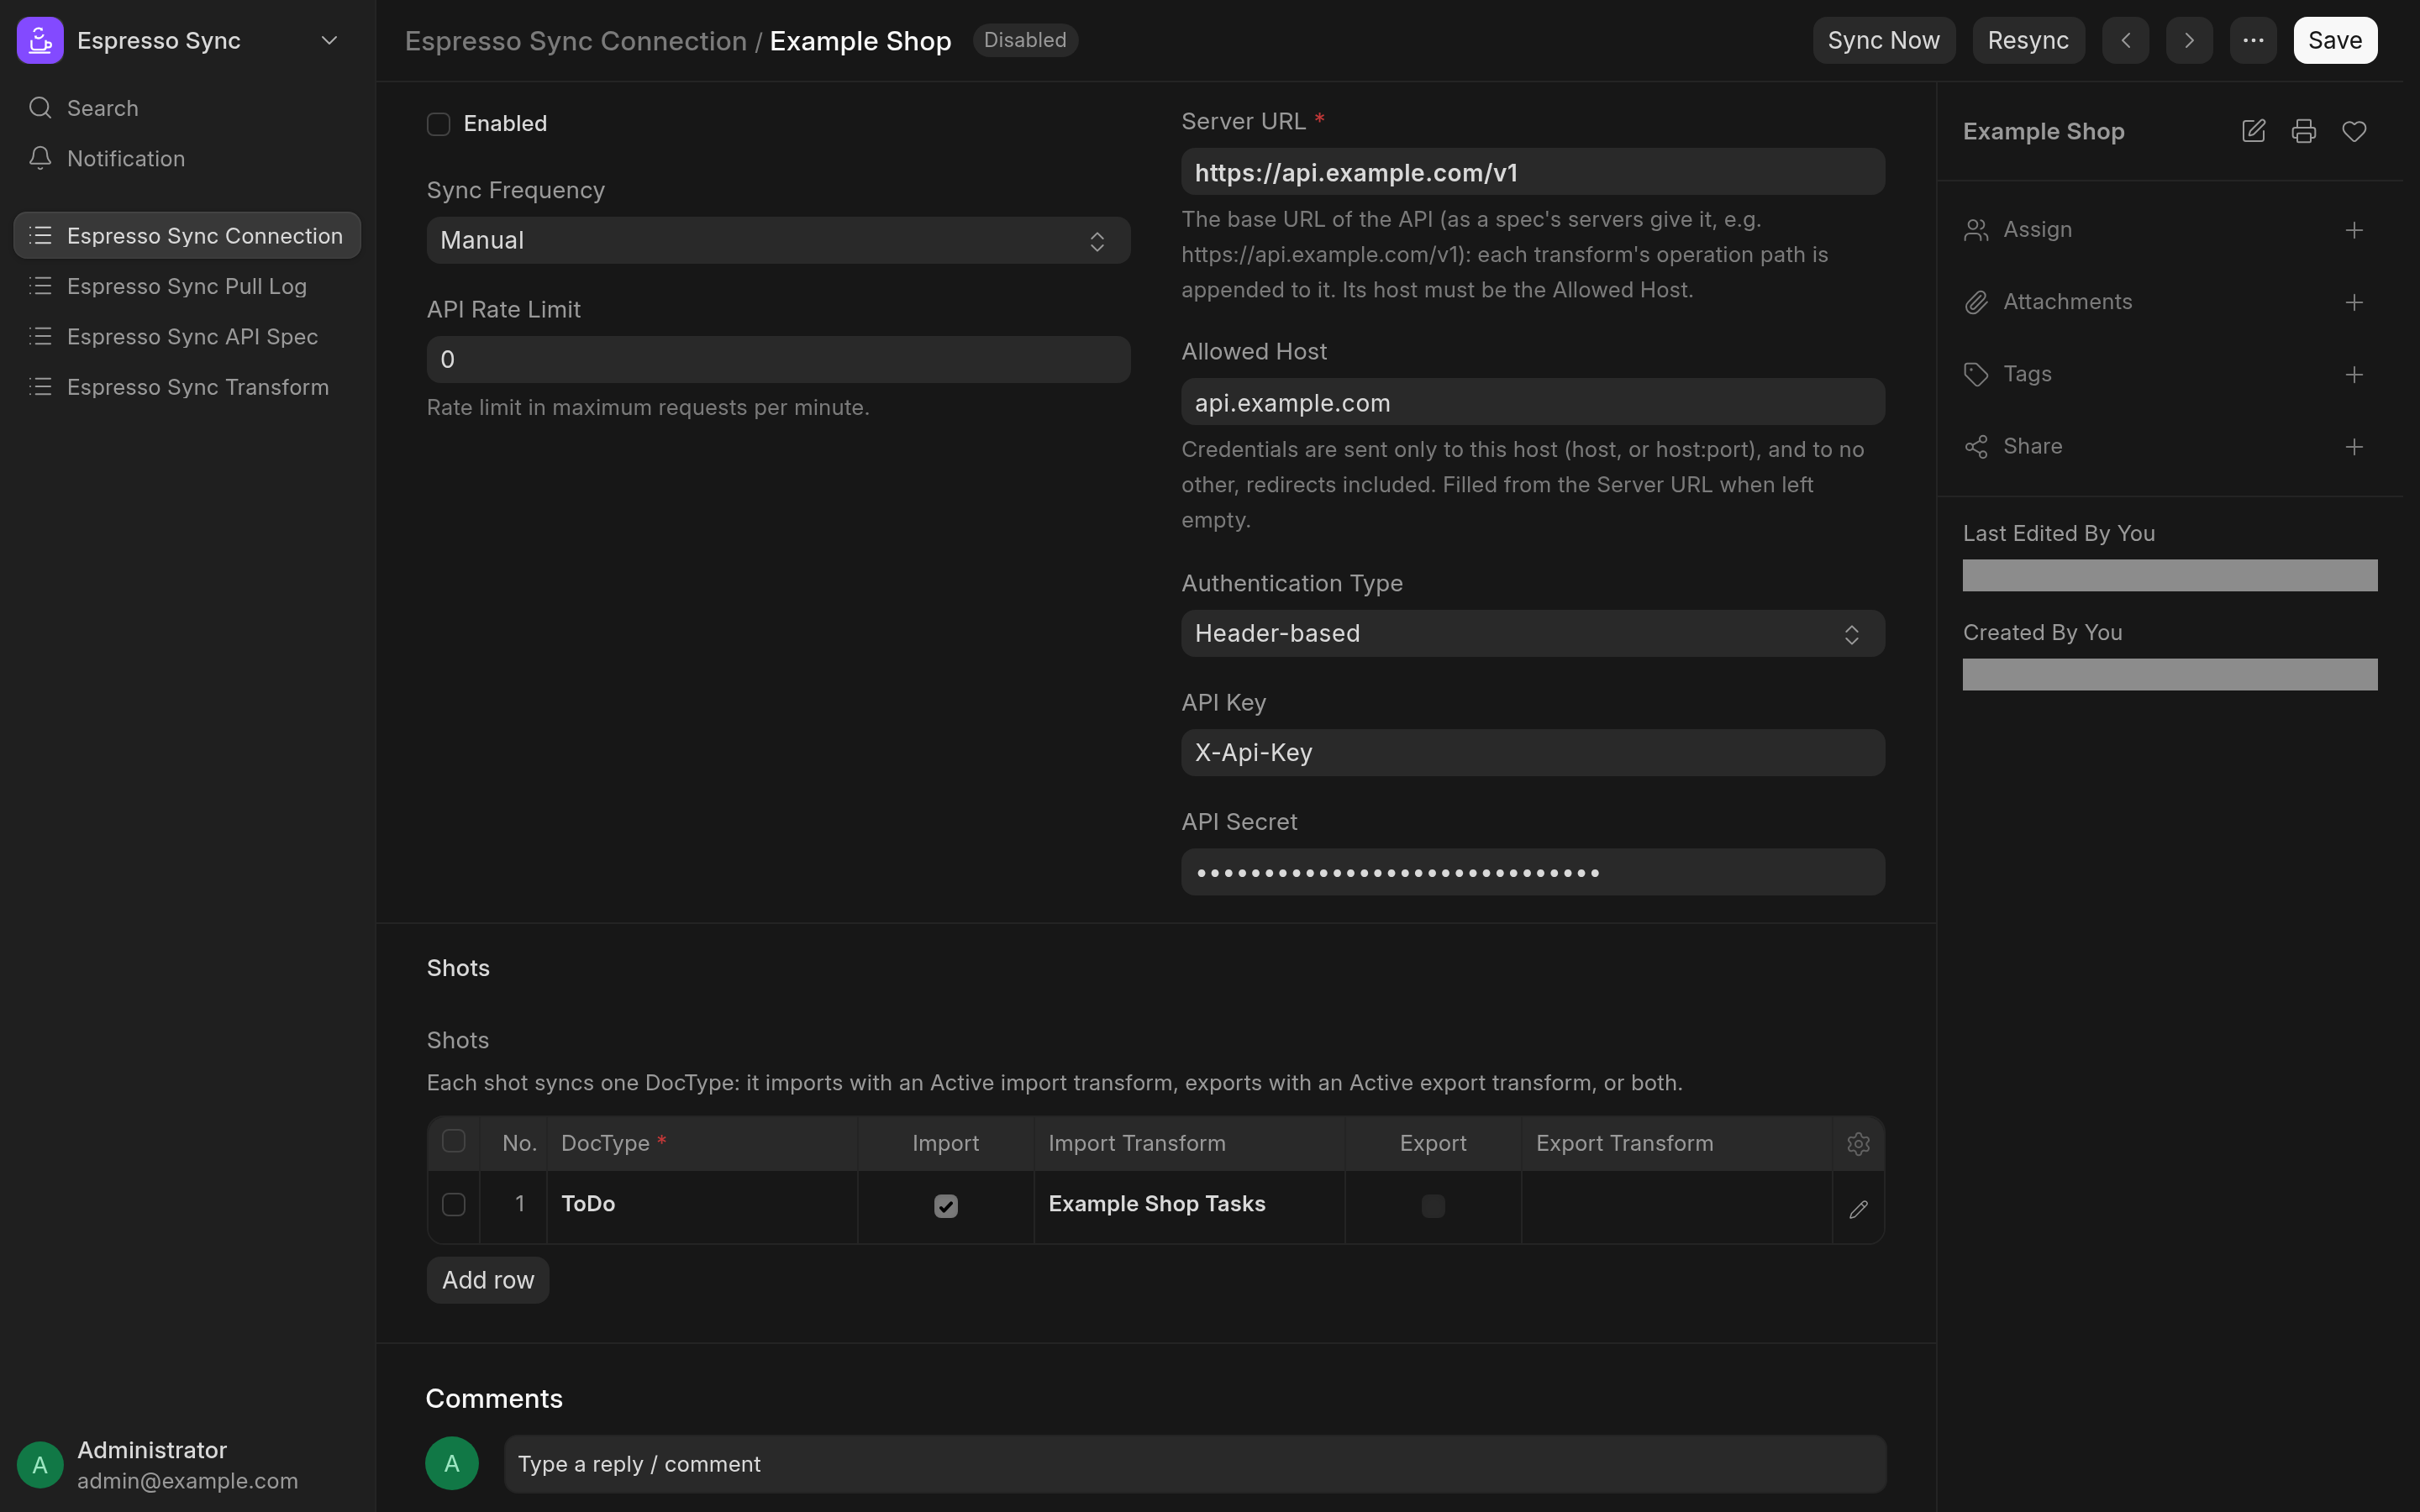 Espresso Sync
Search
Notification
Espresso Sync Connection
Espresso Sync Pull Log
Espresso Sync API Spec
Espresso Sync Transform
Administrator
A
admin@example.com
Espresso Sync Connection / Example Shop Disabled
Sync Now Resync Save
Enabled
Sync Frequency
Manual
API Rate Limit
0
Rate limit in maximum requests per minute.
Server URL *
https://api.example.com/v1
The base URL of the API (as a spec's servers give it, e.g.
https://api.example.com/v1): each transform's operation path is
appended to it. Its host must be the Allowed Host.
Allowed Host
api.example.com
Credentials are sent only to this host (host, or host:port), and to no
other, redirects included. Filled from the Server URL when left
empty.
Authentication Type
Header-based
API Key
X-Api-Key
API Secret
••••••••••••••••••••••••••••••
Shots
Shots
Each shot syncs one DocType: it imports with an Active import transform, exports with an Active export transform, or both.
No. DocType * Import Import Transform Export Export Transform
1 ToDo Example Shop Tasks
Add row
Comments
A
Type a reply / comment
Example Shop
Assign
Attachments
Tags
Share
Last Edited By You
Created By You